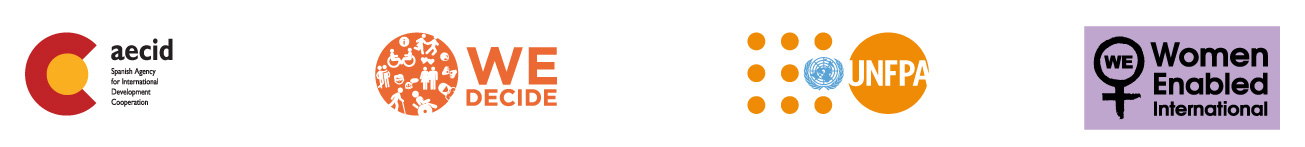 aecid
Spanish Agency
for International
Development
Cooperation
WE
DECIDE
UNFPA
WE
Women
Enabled
International